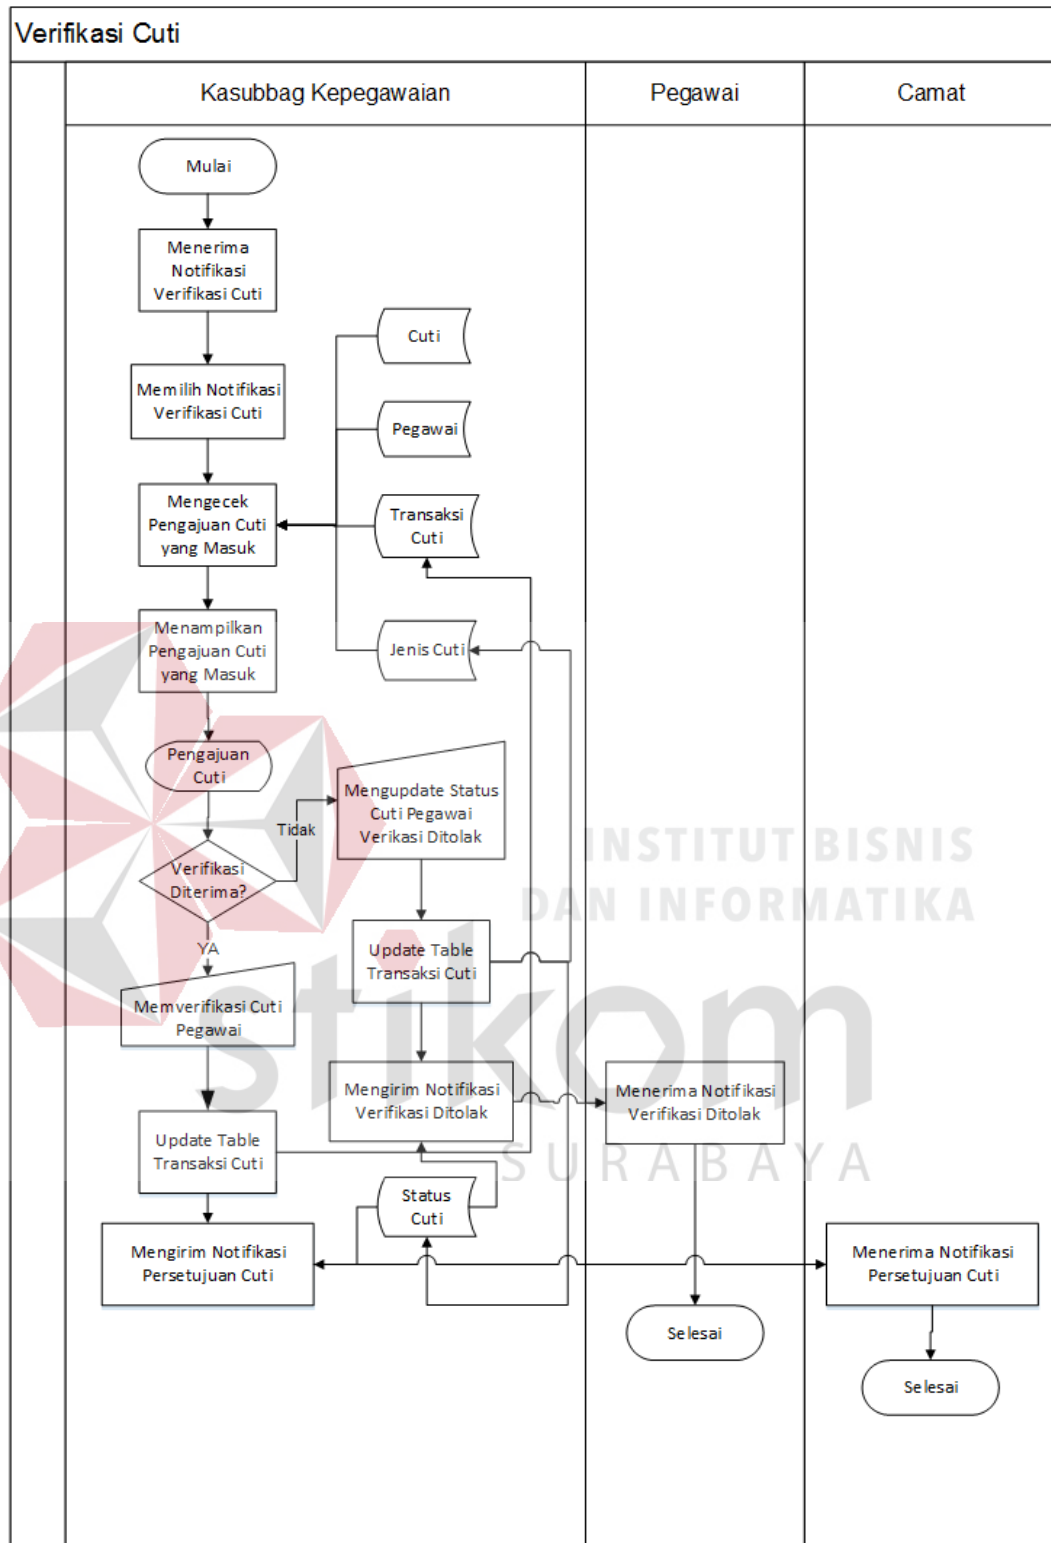 Verifikasi Cuti
Kasubbag Kepegawaian
Pegawai
Camat
Mulai
Menerima
Notifikasi
Verifikasi Cuti
Cuti
Memilih Notifikasi
Verifikasi Cuti
Pegawai
Mengecek
Pengajuan Cuti
yang Masuk
Transaksi
Cuti
Menampilkan
Pengajuan Cuti
yang Masuk
Jenis Cuti
Pengajuan
Cuti
Mengupdate Status
Cuti Pegawai
Verikasi Ditolak
Tidak
Verifikasi
Diterima?
YA
Update Table
Transaksi Cuti
Memverifikasi Cuti
Pegawai
Mengirim Notifikasi
Verifikasi Ditolak
Menerima Notifikasi
Verifikasi Ditolak
Update Table
Transaksi Cuti
Status
Cuti
Mengirim Notifikasi
Persetujuan Cuti
Menerima Notifikasi
Persetujuan Cuti
Selesai
Selesai
INSTITUT BISNIS
DAN INFORMATIKA
stikom
SURABAYA